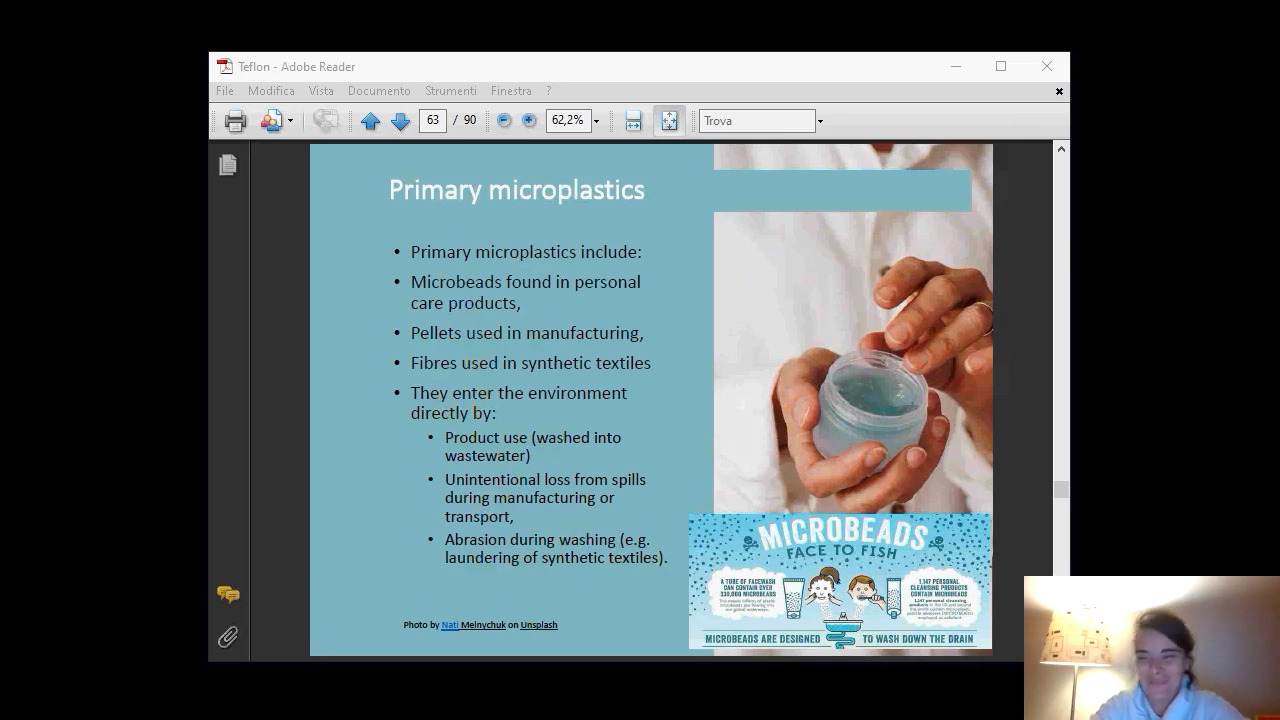 Teflon - Adobe Reader
File Modifica Vista Documento Strumenti Finestra ?
63 / 90 62,2% Trova
Primary microplastics
• Primary microplastics include:
• Microbeads found in personal
care products,
• Pellets used in manufacturing,
• Fibres used in synthetic textiles
• They enter the environment
directly by:
• Product use (washed into
wastewater)
• Unintentional loss from spills
during manufacturing or
transport,
• Abrasion during washing (e.g.
laundering of synthetic textiles).
Photo by Nati Melnychuk on Unsplash
MICROBEADS
FACE TO FISH
A TUBE OF FACEWASH
CAN CONTAIN OVER
330,000 MICROBEADS
1,147 PERSONAL
CLEANSING PRODUCTS
CONTAIN MICROBEADS
MICROBEADS ARE DESIGNED TO WASH DOWN THE DRAIN